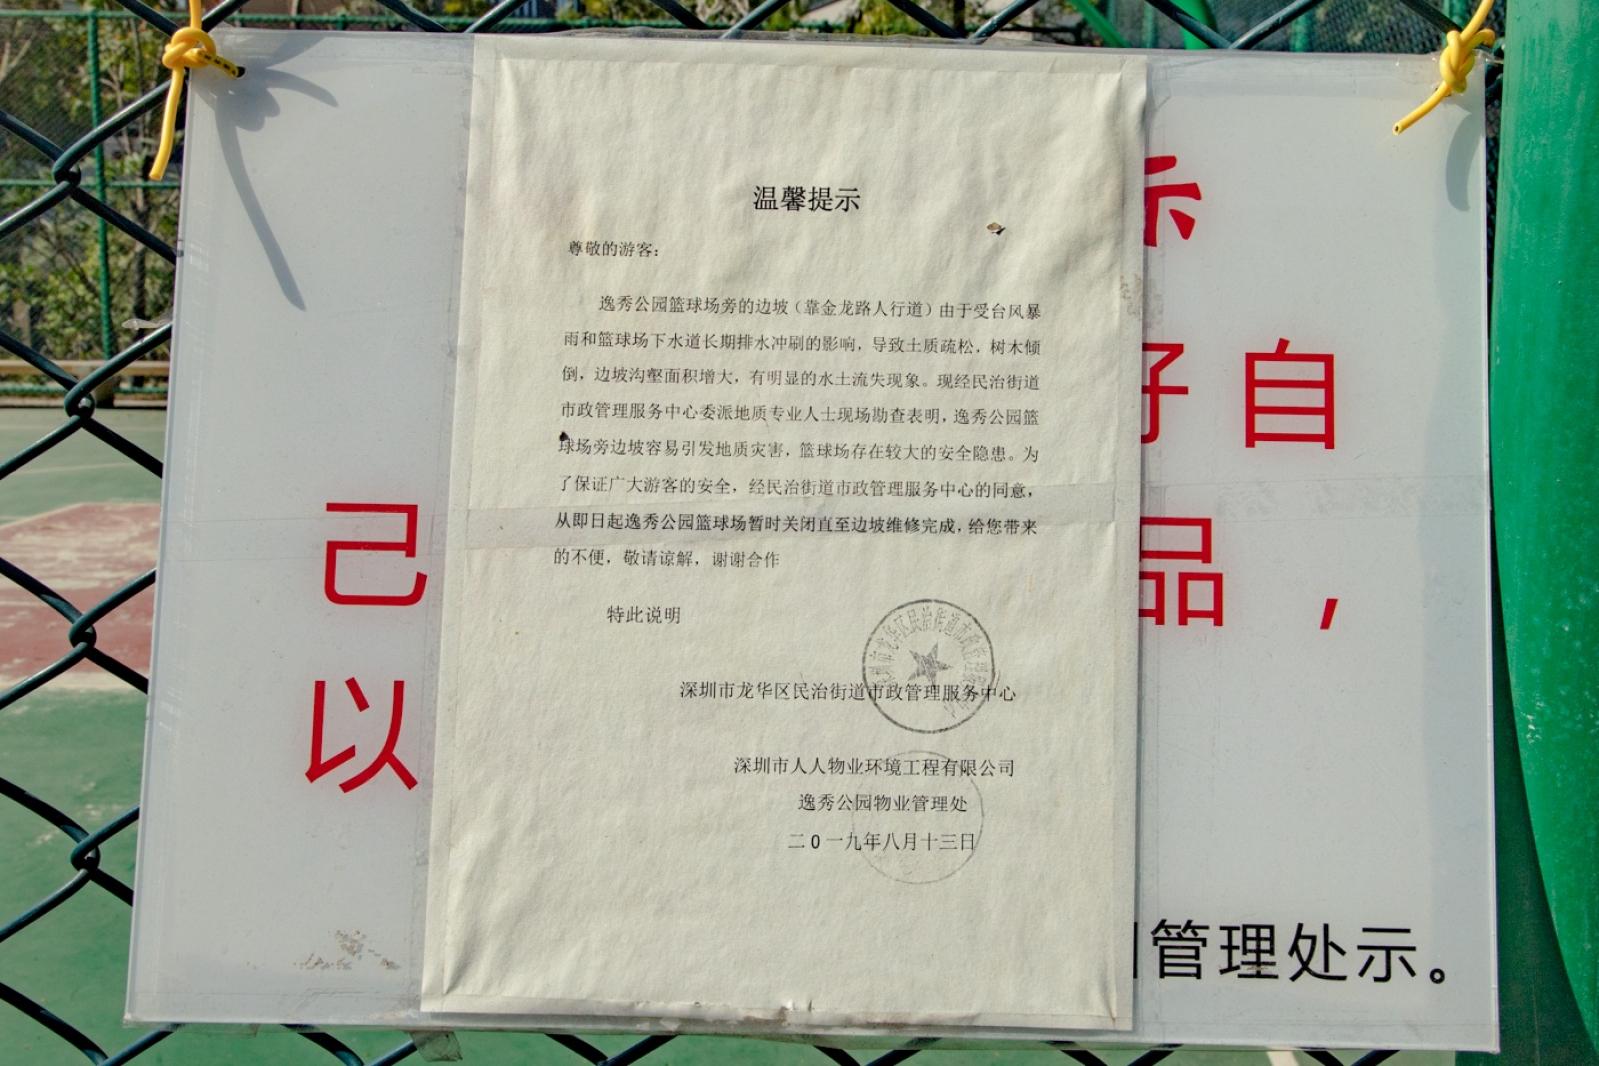 温馨提示
尊敬的游客：
逸秀公园篮球场旁的边坡（靠金龙路人行道）由于受台风暴
雨和篮球场下水道长期排水冲刷的影响，导致土质疏松，树木倾
倒，边坡沟壑面积增大，有明显的水土流失现象。现经民治街道
市政管理服务中心委派地质专业人士现场勘查表明，逸秀公园篮
球场旁边坡容易引发地质灾害，篮球场存在较大的安全隐患。为
了保证广大游客的安全，经民治街道市政管理服务中心的同意，
从即日起逸秀公园篮球场暂时关闭直至边坡维修完成，给您带来
的不便，敬请谅解，谢谢合作
特此说明
深圳市龙华区民治街道市政管理服务中心
深圳市人人物业环境工程有限公司
逸秀公园物业管理处
二0一九年八月十三日
示
好自
己
品，
以
管理处示。